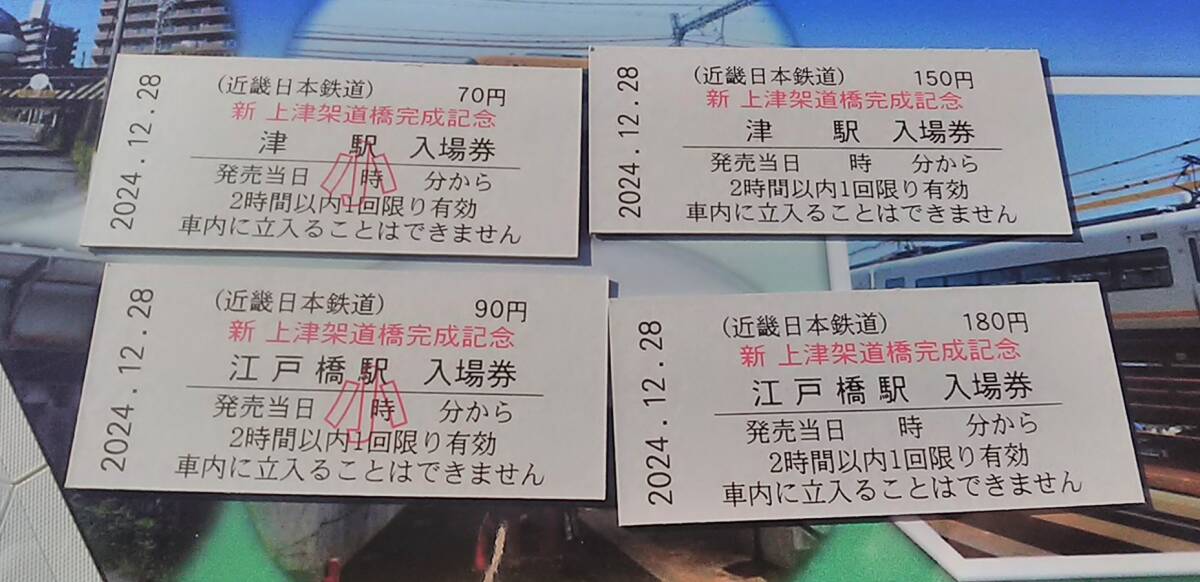 2024.12.28
(近畿日本鉄道) 70円
新 上津架道橋完成記念
津 駅 入場券
小
発売当日 時 分から
2時間以内1回限り有効
車内に立入ることはできません
2024.12.28
(近畿日本鉄道) 150円
新 上津架道橋完成記念
津 駅 入場券
発売当日 時 分から
2時間以内1回限り有効
車内に立入ることはできません
2024.12.28
(近畿日本鉄道) 90円
新 上津架道橋完成記念
江戸橋駅 入場券
小
発売当日 時 分から
2時間以内1回限り有効
車内に立入ることはできません
2024.12.28
(近畿日本鉄道) 180円
新 上津架道橋完成記念
江戸橋駅 入場券
発売当日 時 分から
2時間以内1回限り有効
車内に立入ることはできません